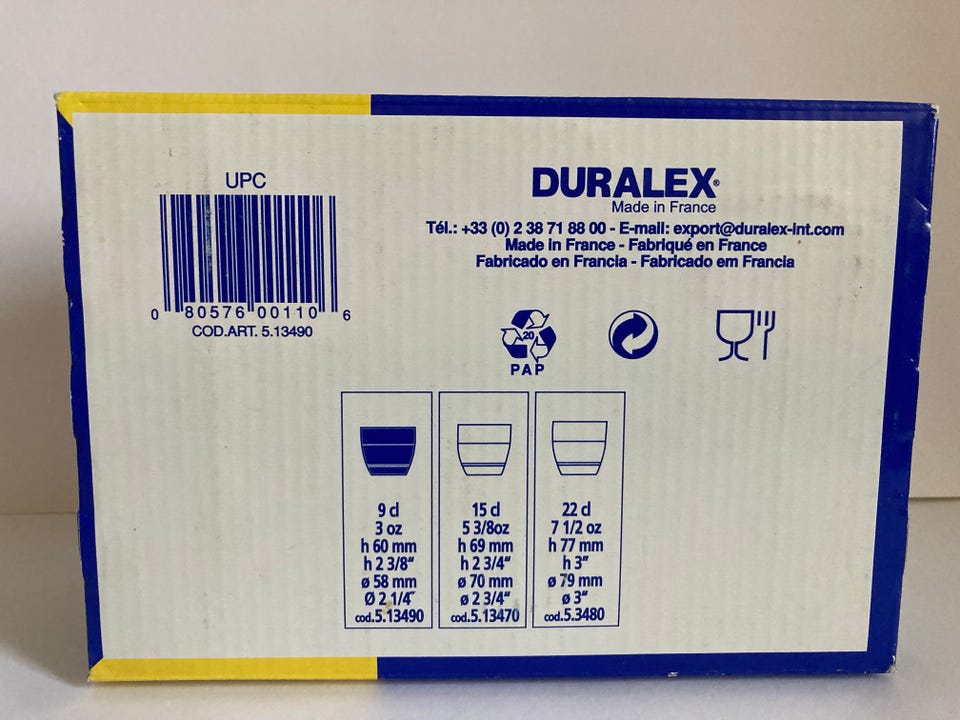 UPC
0 80576 00110 6
COD.ART. 5.13490
DURALEX®
Made in France
Tél.: +33 (0) 2 38 71 88 00 - E-mail: export@duralex-int.com
Made in France - Fabriqué en France
Fabricado en Francia - Fabricado em Francia
20
PAP
9 cl
3 oz
h 60 mm
h 2 3/8"
ø 58 mm
Ø 2 1/4"
cod.5.13490
15 cl
5 3/8oz
h 69 mm
h 2 3/4"
ø 70 mm
ø 2 3/4"
cod.5.13470
22 cl
7 1/2 oz
h 77 mm
h 3"
ø 79 mm
ø 3"
cod.5.3480